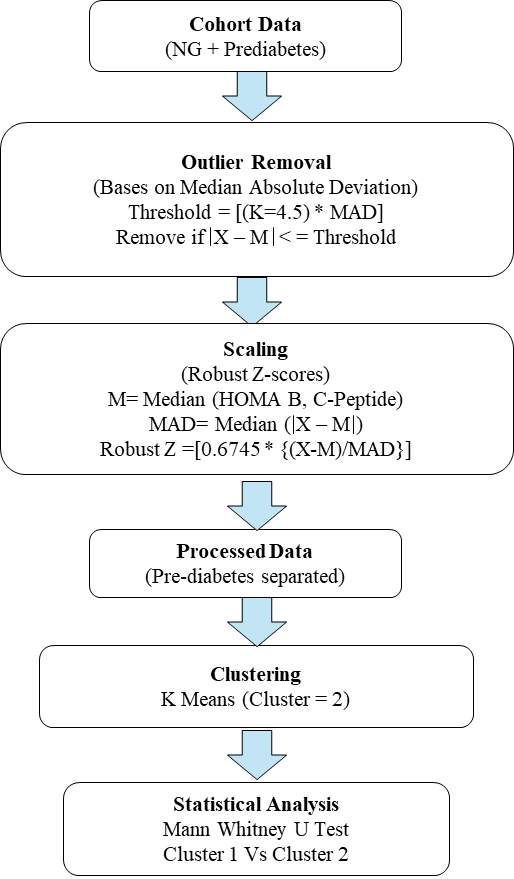 Cohort Data
(NG + Prediabetes)
Outlier Removal
(Bases on Median Absolute Deviation)
Threshold = [(K=4.5) * MAD]
Remove if |X – M | < = Threshold
Scaling
(Robust Z-scores)
M= Median (HOMA B, C-Peptide)
MAD= Median (|X – M|)
Robust Z =[0.6745 * {(X-M)/MAD}]
Processed Data
(Pre-diabetes separated)
Clustering
K Means (Cluster = 2)
Statistical Analysis
Mann Whitney U Test
Cluster 1 Vs Cluster 2